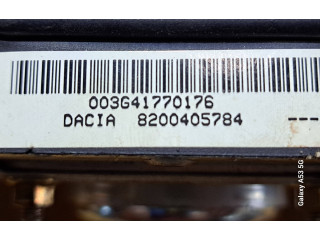 003G41770176
DACIA 8200405784 ---
Galaxy A53 5G